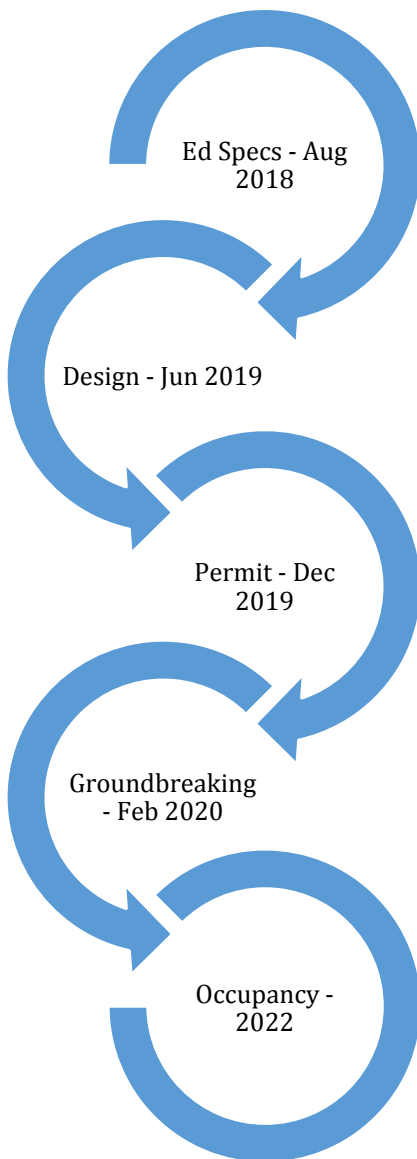 Ed Specs - Aug
2018
Design - Jun 2019
Permit - Dec
2019
Groundbreaking
- Feb 2020
Occupancy -
2022